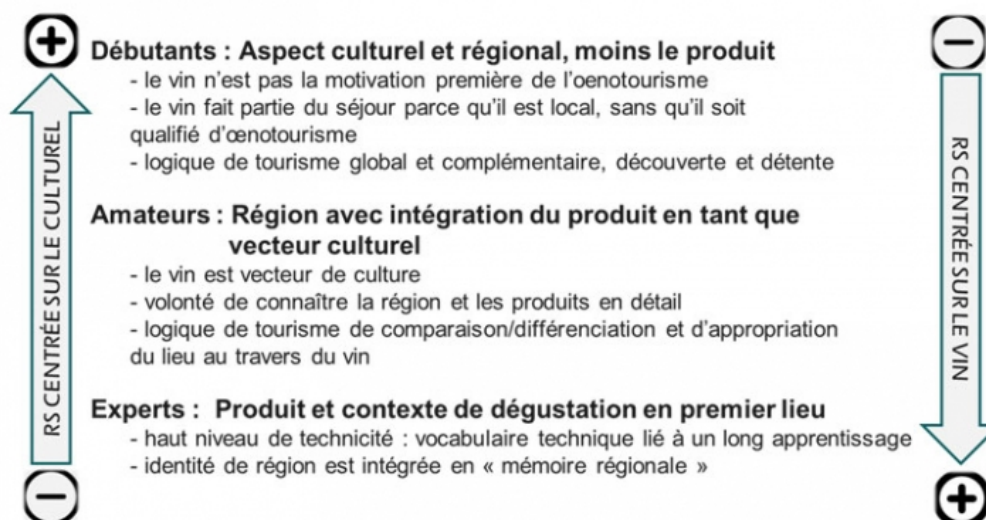 Débutants : Aspect culturel et régional, moins le produit
- le vin n'est pas la motivation première de l'oenotourisme
- le vin fait partie du séjour parce qu'il est local, sans qu'il soit
qualifié d'œnotourisme
- logique de tourisme global et complémentaire, découverte et détente
Amateurs : Région avec intégration du produit en tant que
vecteur culturel
- le vin est vecteur de culture
- volonté de connaître la région et les produits en détail
- logique de tourisme de comparaison/différenciation et d'appropriation
du lieu au travers du vin
Experts : Produit et contexte de dégustation en premier lieu
- haut niveau de technicité : vocabulaire technique lié à un long apprentissage
- identité de région est intégrée en « mémoire régionale »
RS CENTRÉE SUR LE CULTUREL
RS CENTRÉE SUR LE VIN